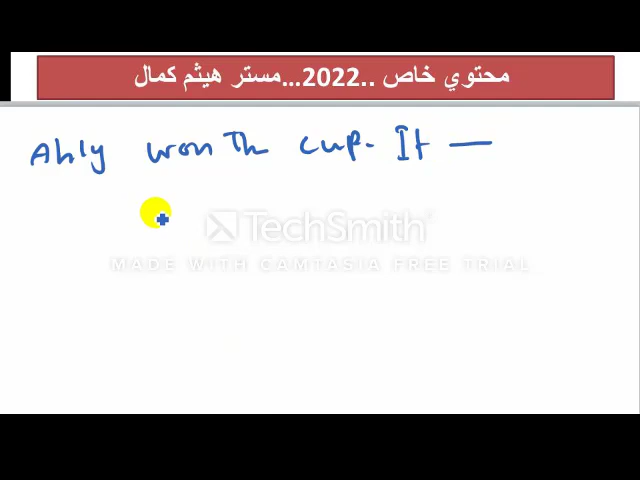 محتوي خاص ..2022...مستر هيثم كمال
Ahly won Th cup. It —
TechSmith
MADE WITH CAMTASIA FREE TRIAL